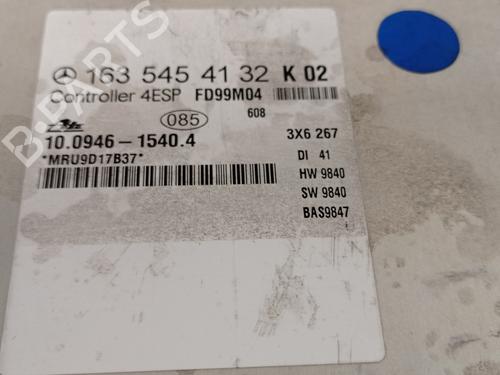 163 545 41 32 K 02
Controller 4ESP FD99M04
085 608
10.0946-1540.4 3X6 267
*MRU9D17B37* DI 41
HW 9840
SW 9840
BAS9847
B-PARTS